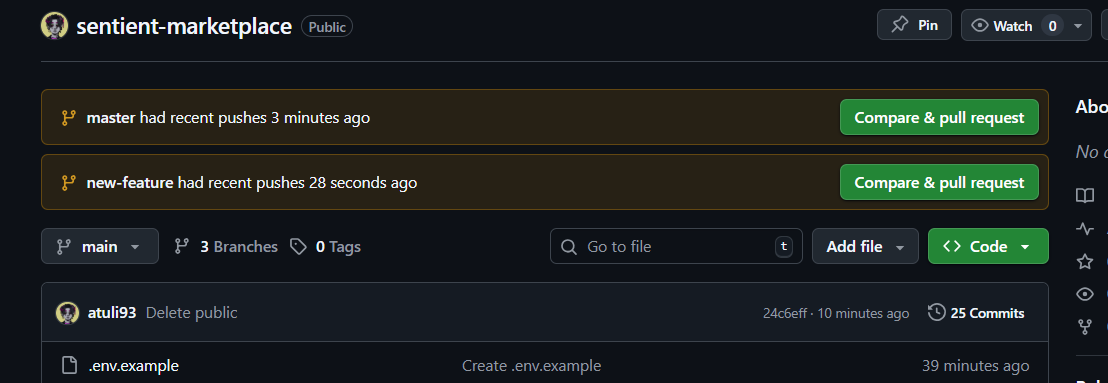 sentient-marketplace Public Pin Watch 0
master had recent pushes 3 minutes ago Compare & pull request
new-feature had recent pushes 28 seconds ago Compare & pull request
main 3 Branches 0 Tags Go to file t Add file Code
atuli93 Delete public 24c6eff · 10 minutes ago 25 Commits
.env.example Create .env.example 39 minutes ago
Abo
No